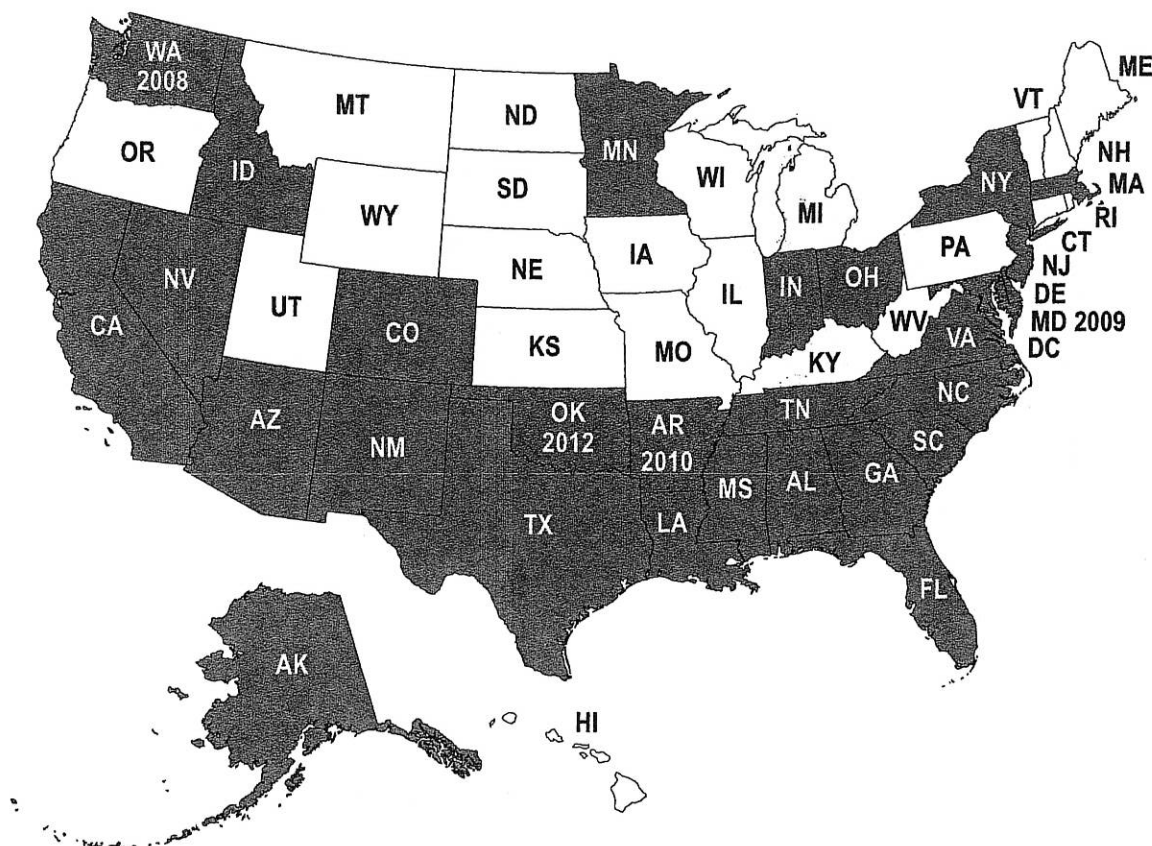 WA
2008
MT
ND
MN
OR
ID
SD
WI
MI
WY
IA
NE
NV
UT
CA
CO
KS
MO
IL
IN
OH
PA
NY
VT
ME
NH
MA
RI
CT
NJ
DE
MD 2009
DC
WV
VA
KY
NC
TN
SC
AZ
NM
OK
2012
AR
2010
MS
AL
GA
TX
LA
FL
AK
HI